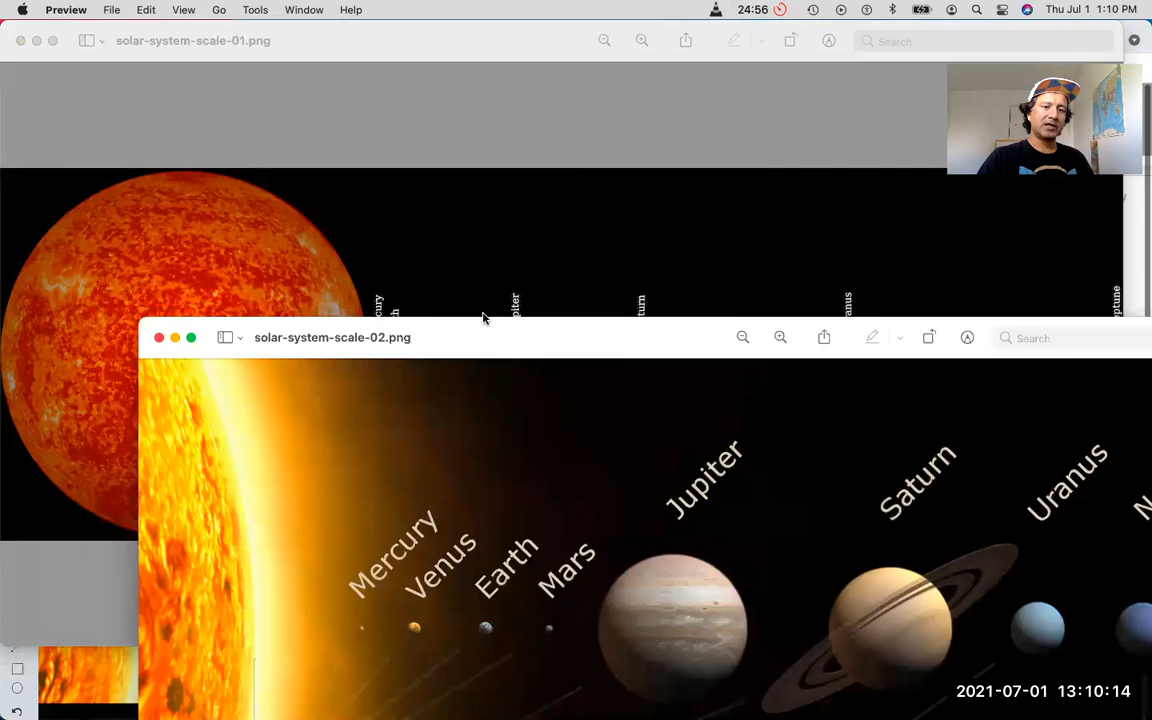 Preview File Edit View Go Tools Window Help 24:56 Thu Jul 1 1:10 PM
solar-system-scale-01.png Search
solar-system-scale-02.png Search
Mercury Venus Earth Mars Jupiter Saturn Uranus
2021-07-01 13:10:14